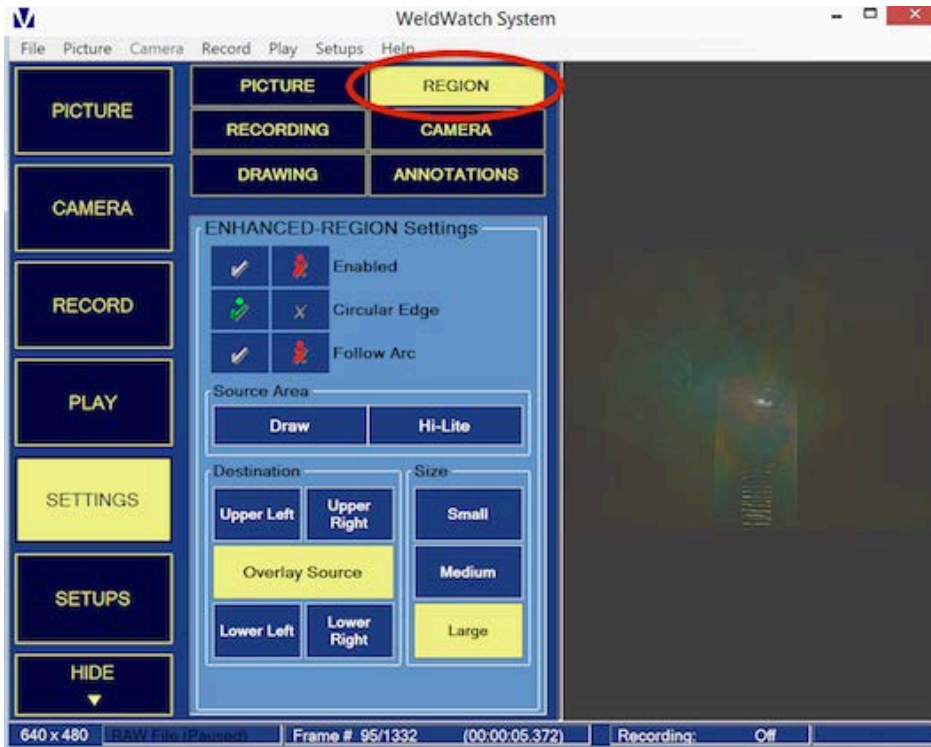 WeldWatch System
File Picture Camera Record Play Setups Help
PICTURE
CAMERA
RECORD
PLAY
SETTINGS
SETUPS
HIDE
PICTURE REGION
RECORDING CAMERA
DRAWING ANNOTATIONS
ENHANCED-REGION Settings
Enabled
Circular Edge
Follow Arc
Source Area
Draw Hi-Lite
Destination
Upper Left
Upper
Right
Overlay Source
Lower Left
Lower
Right
Size
Small
Medium
Large
640 x 480 RAW File (Paused) Frame # 95/1332 (00:00:05.372) Recording: Off